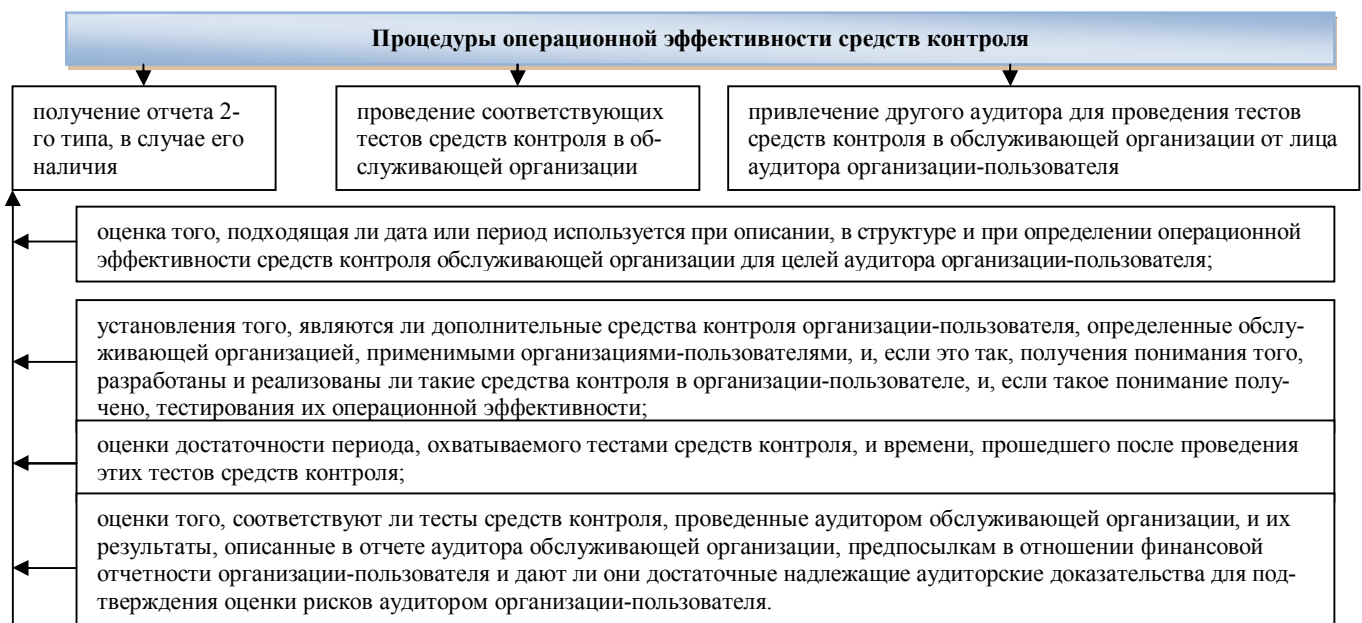 Процедуры операционной эффективности средств контроля
получение отчета 2-
го типа, в случае его
наличия
проведение соответствующих
тестов средств контроля в об-
служивающей организации
привлечение другого аудитора для проведения тестов
средств контроля в обслуживающей организации от лица
аудитора организации-пользователя
оценка того, подходящая ли дата или период используется при описании, в структуре и при определении операционной
эффективности средств контроля обслуживающей организации для целей аудитора организации-пользователя;
установления того, являются ли дополнительные средства контроля организации-пользователя, определенные обслу-
живающей организацией, применимыми организациями-пользователями, и, если это так, получения понимания того,
разработаны и реализованы ли такие средства контроля в организации-пользователе, и, если такое понимание полу-
чено, тестирования их операционной эффективности;
оценки достаточности периода, охватываемого тестами средств контроля, и времени, прошедшего после проведения
этих тестов средств контроля;
оценки того, соответствуют ли тесты средств контроля, проведенные аудитором обслуживающей организации, и их
результаты, описанные в отчете аудитора обслуживающей организации, предпосылкам в отношении финансовой
отчетности организации-пользователя и дают ли они достаточные надлежащие аудиторские доказательства для под-
тверждения оценки рисков аудитором организации-пользователя.